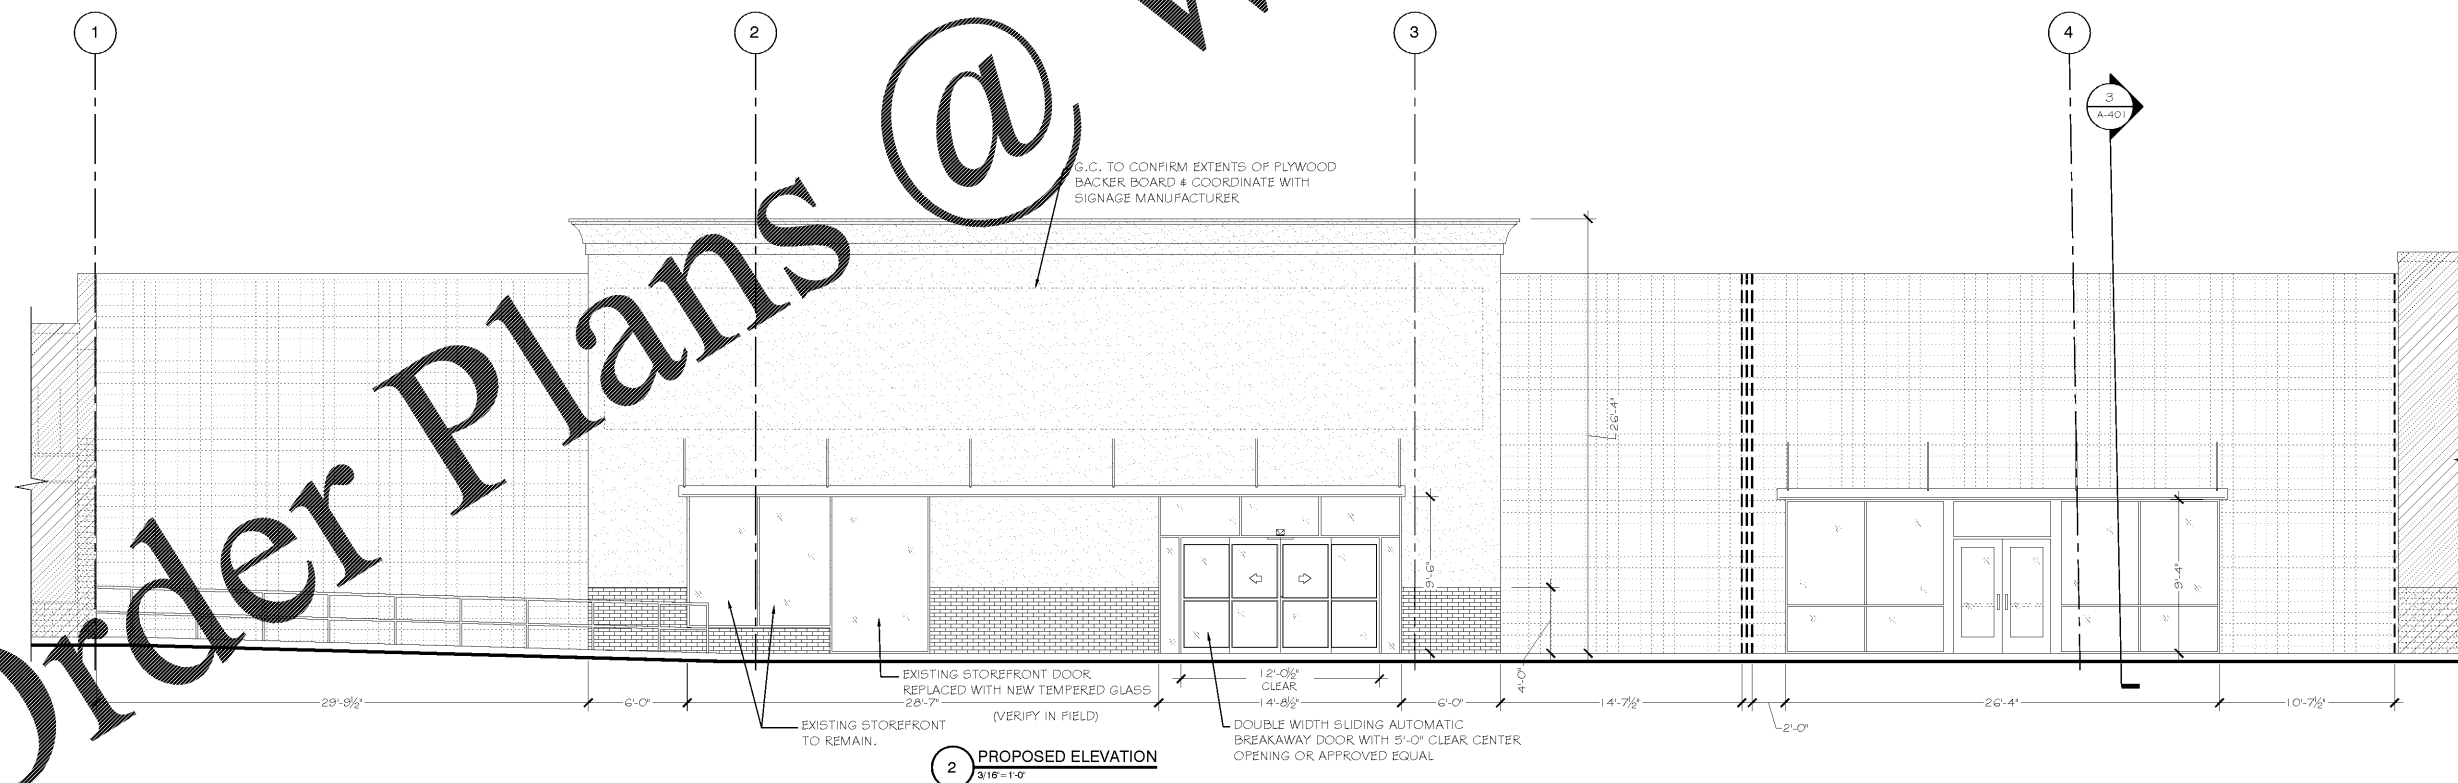 1
2
3
4
3
A-401
Order Plans @ W
G.C. TO CONFIRM EXTENTS OF PLYWOOD
BACKER BOARD & COORDINATE WITH
SIGNAGE MANUFACTURER
26'-4"
9'-6"
9'-4"
4'-0"
EXISTING STOREFRONT DOOR
REPLACED WITH NEW TEMPERED GLASS
12'-0½"
CLEAR
29'-9½"
6'-0"
28'-7"
14'-8½"
6'-0"
14'-7½"
26'-4"
10'-7½"
(VERIFY IN FIELD)
2'-0"
EXISTING STOREFRONT
TO REMAIN.
DOUBLE WIDTH SLIDING AUTOMATIC
BREAKAWAY DOOR WITH 5'-0" CLEAR CENTER
OPENING OR APPROVED EQUAL
2
PROPOSED ELEVATION
3/16"=1'-0"